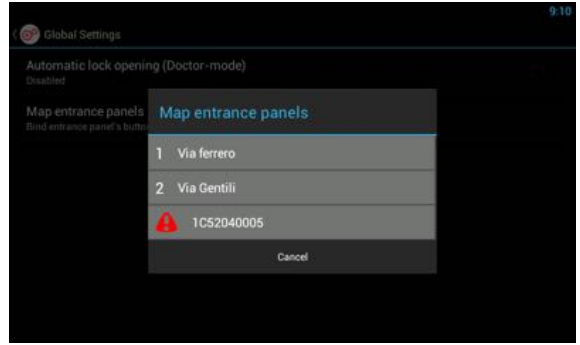 9:10
Global Settings
Automatic lock opening (Doctor-mode)
Disabled
Map entrance panels
Bind entrance panel's
Map entrance panels
1 Via ferrero
2 Via Gentili
1C52040005
Cancel